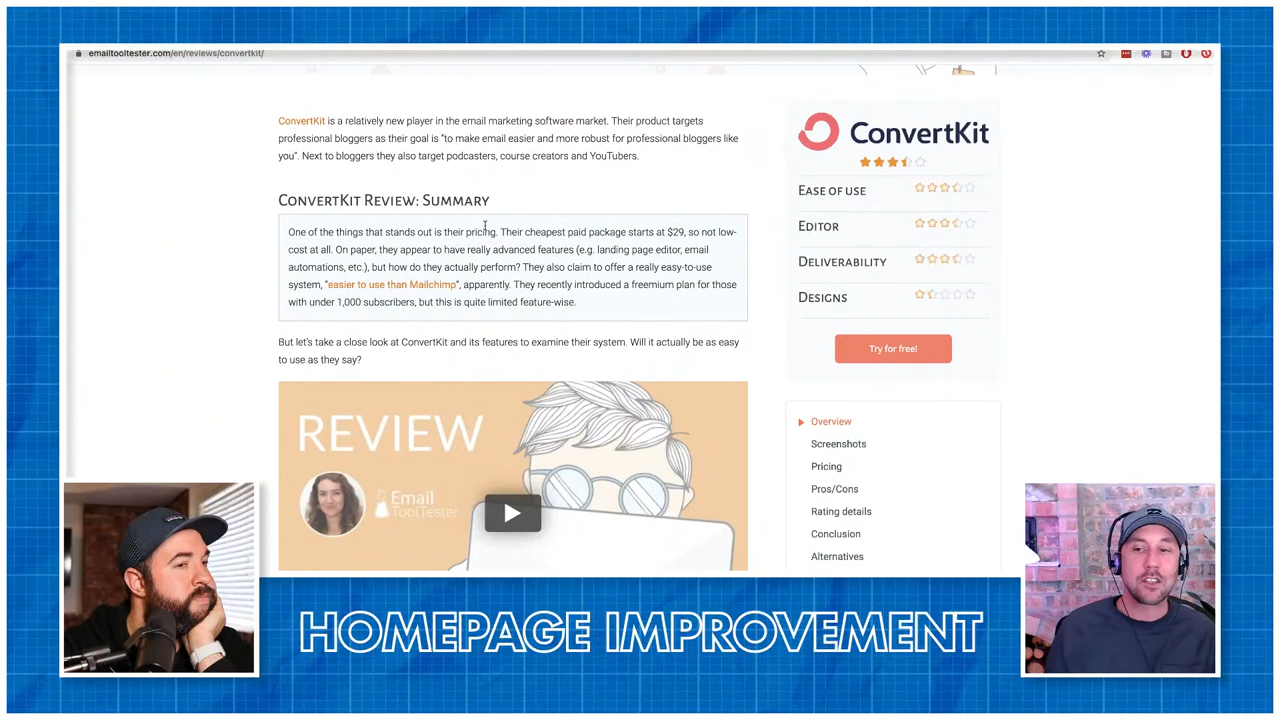 emailtooltester.com/en/reviews/convertkit/
ConvertKit is a relatively new player in the email marketing software market. Their product targets
professional bloggers as their goal is "to make email easier and more robust for professional bloggers like
you". Next to bloggers they also target podcasters, course creators and YouTubers.
ConvertKit Review: Summary
One of the things that stands out is their pricing. Their cheapest paid package starts at $29, so not low-
cost at all. On paper, they appear to have really advanced features (e.g. landing page editor, email
automations, etc.), but how do they actually perform? They also claim to offer a really easy-to-use
system, "easier to use than Mailchimp", apparently. They recently introduced a freemium plan for those
with under 1,000 subscribers, but this is quite limited feature-wise.
But let's take a close look at ConvertKit and its features to examine their system. Will it actually be as easy
to use as they say?
REVIEW
Email
ToolTester
ConvertKit
Ease of use
Editor
Deliverability
Designs
Try for free!
Overview
Screenshots
Pricing
Pros/Cons
Rating details
Conclusion
Alternatives
HOMEPAGE IMPROVEMENT